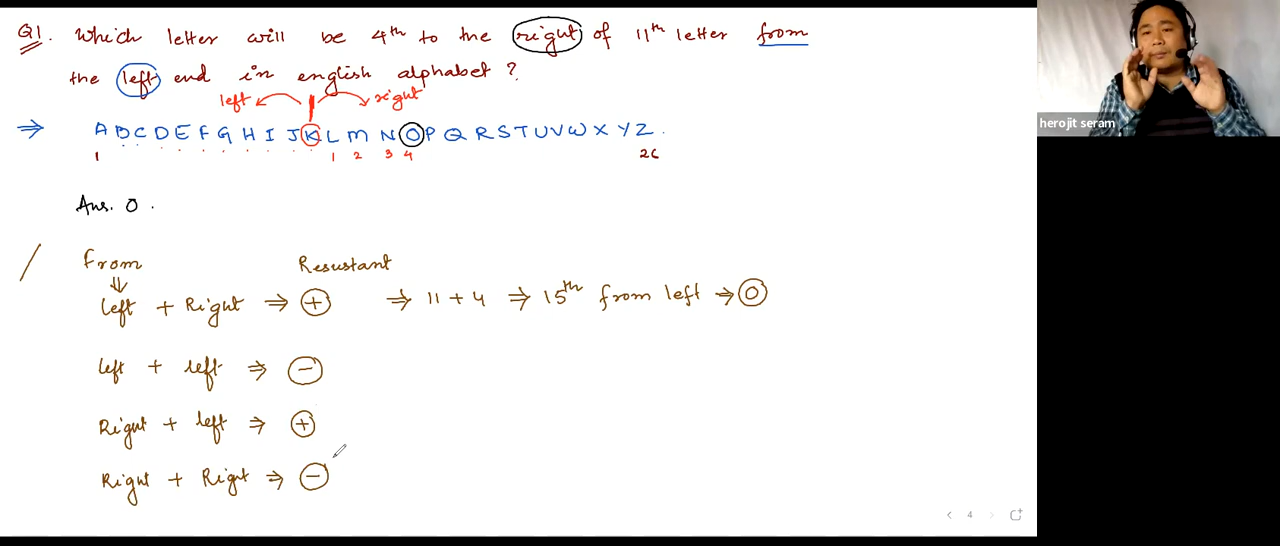 Q1. Which letter will be 4th to the right of 11th letter from
the left end in english alphabet ?
left right
⇒ A B C D E F G H I J K L M N O P Q R S T U V W X Y Z .
1 1 2 3 4 26
Ans. O .
From Resustant
Left + Right ⇒ + ⇒ 11 + 4 ⇒ 15th from left → O
Left + left ⇒ −
Right + left ⇒ +
Right + Right ⇒ −
herojit seram
4